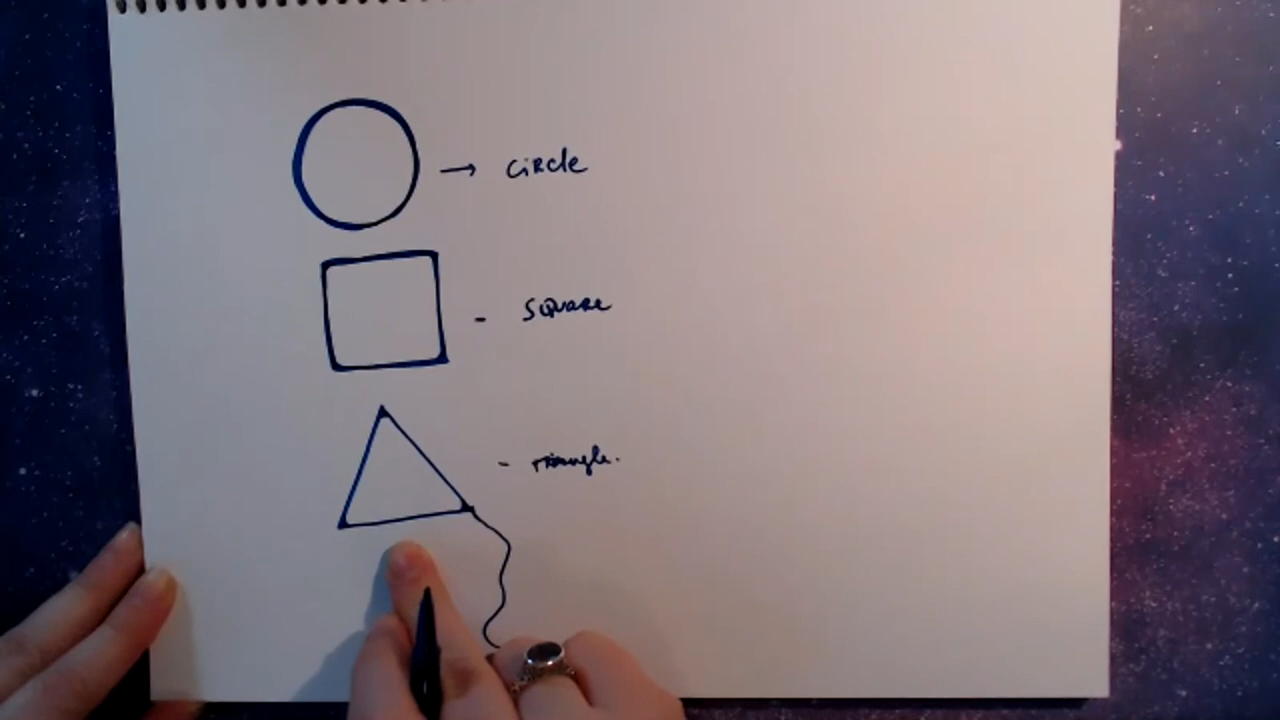 → circle
- square
- triangle.